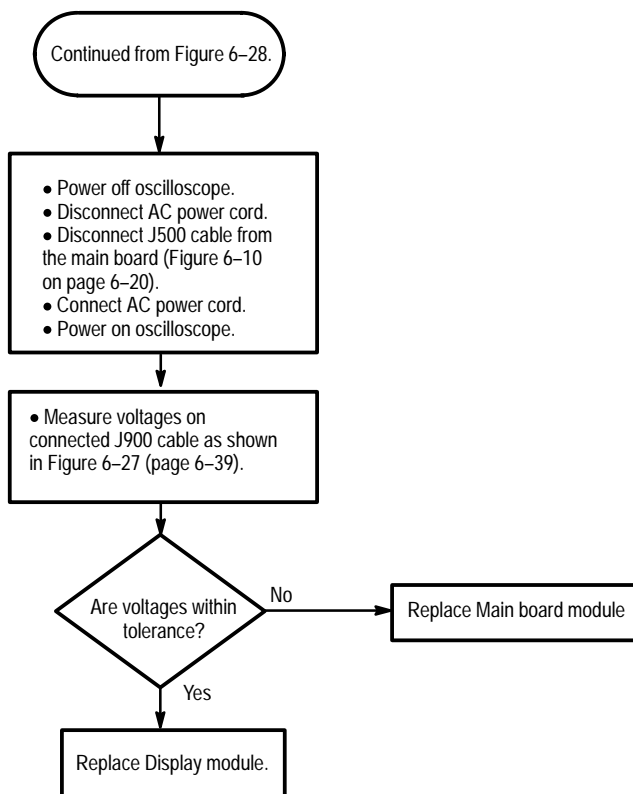 Continued from Figure 6–28.
● Power off oscilloscope.
● Disconnect AC power cord.
● Disconnect J500 cable from
the main board (Figure 6–10
on page 6–20).
● Connect AC power cord.
● Power on oscilloscope.
● Measure voltages on
connected J900 cable as shown
in Figure 6–27 (page 6–39).
Are voltages within
tolerance?
No
Replace Main board module
Yes
Replace Display module.